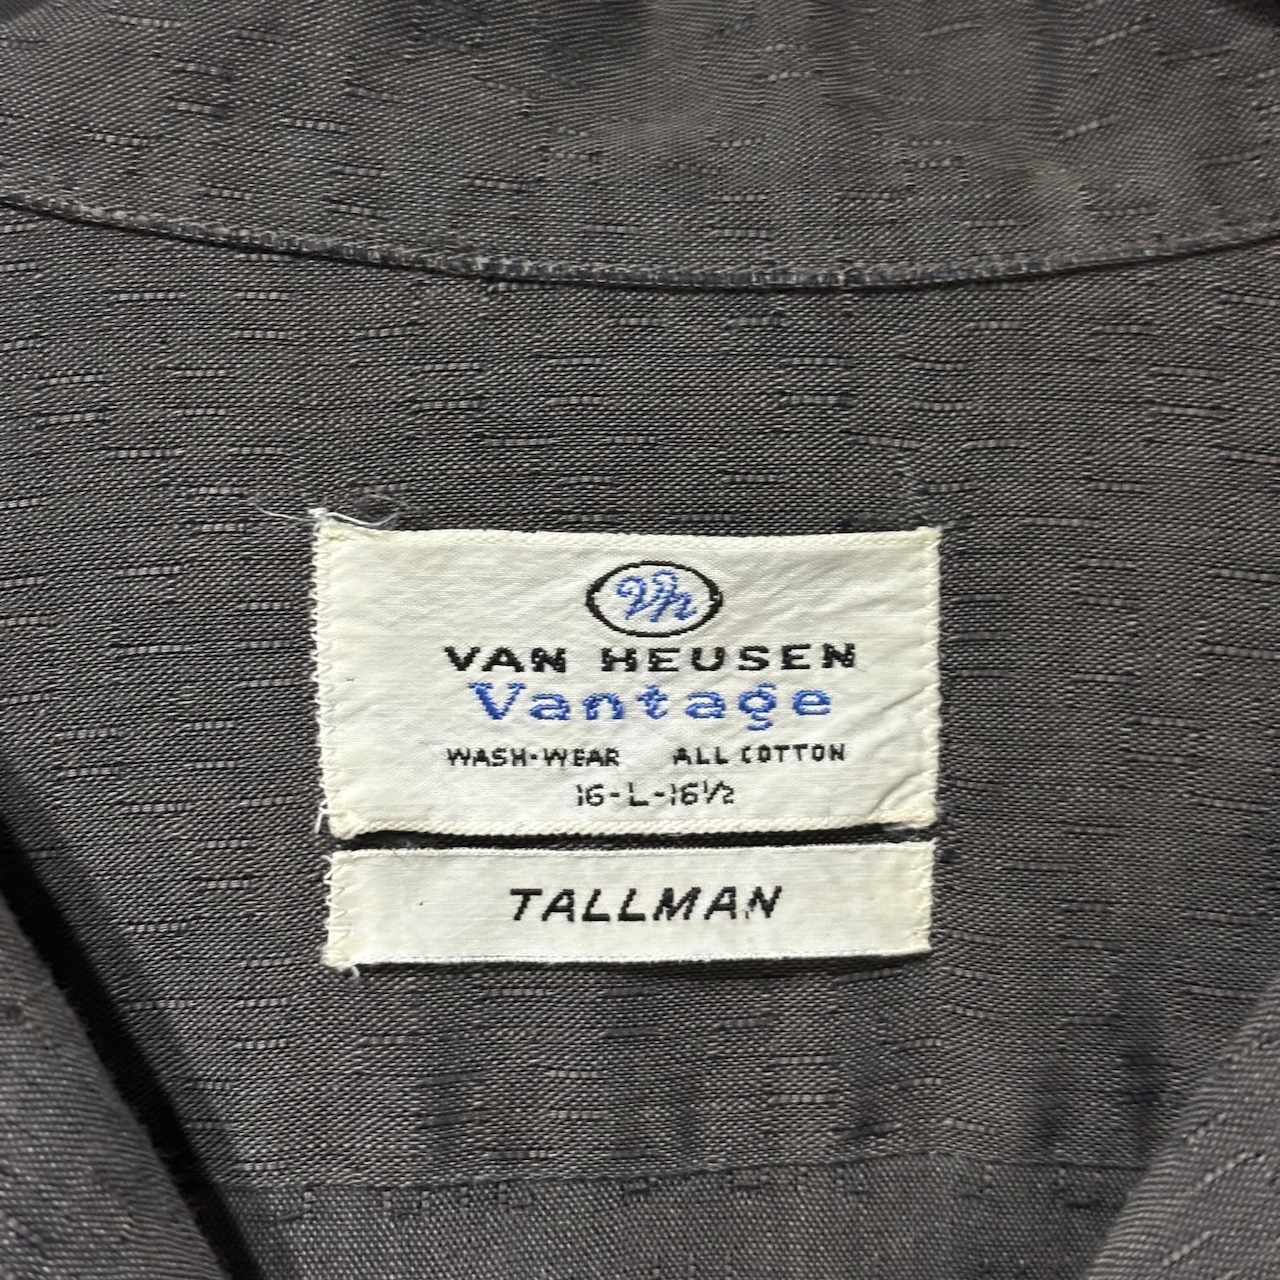 Vh
VAN HEUSEN
Vantage
WASH-WEAR ALL COTTON
16-L-16½
TALLMAN